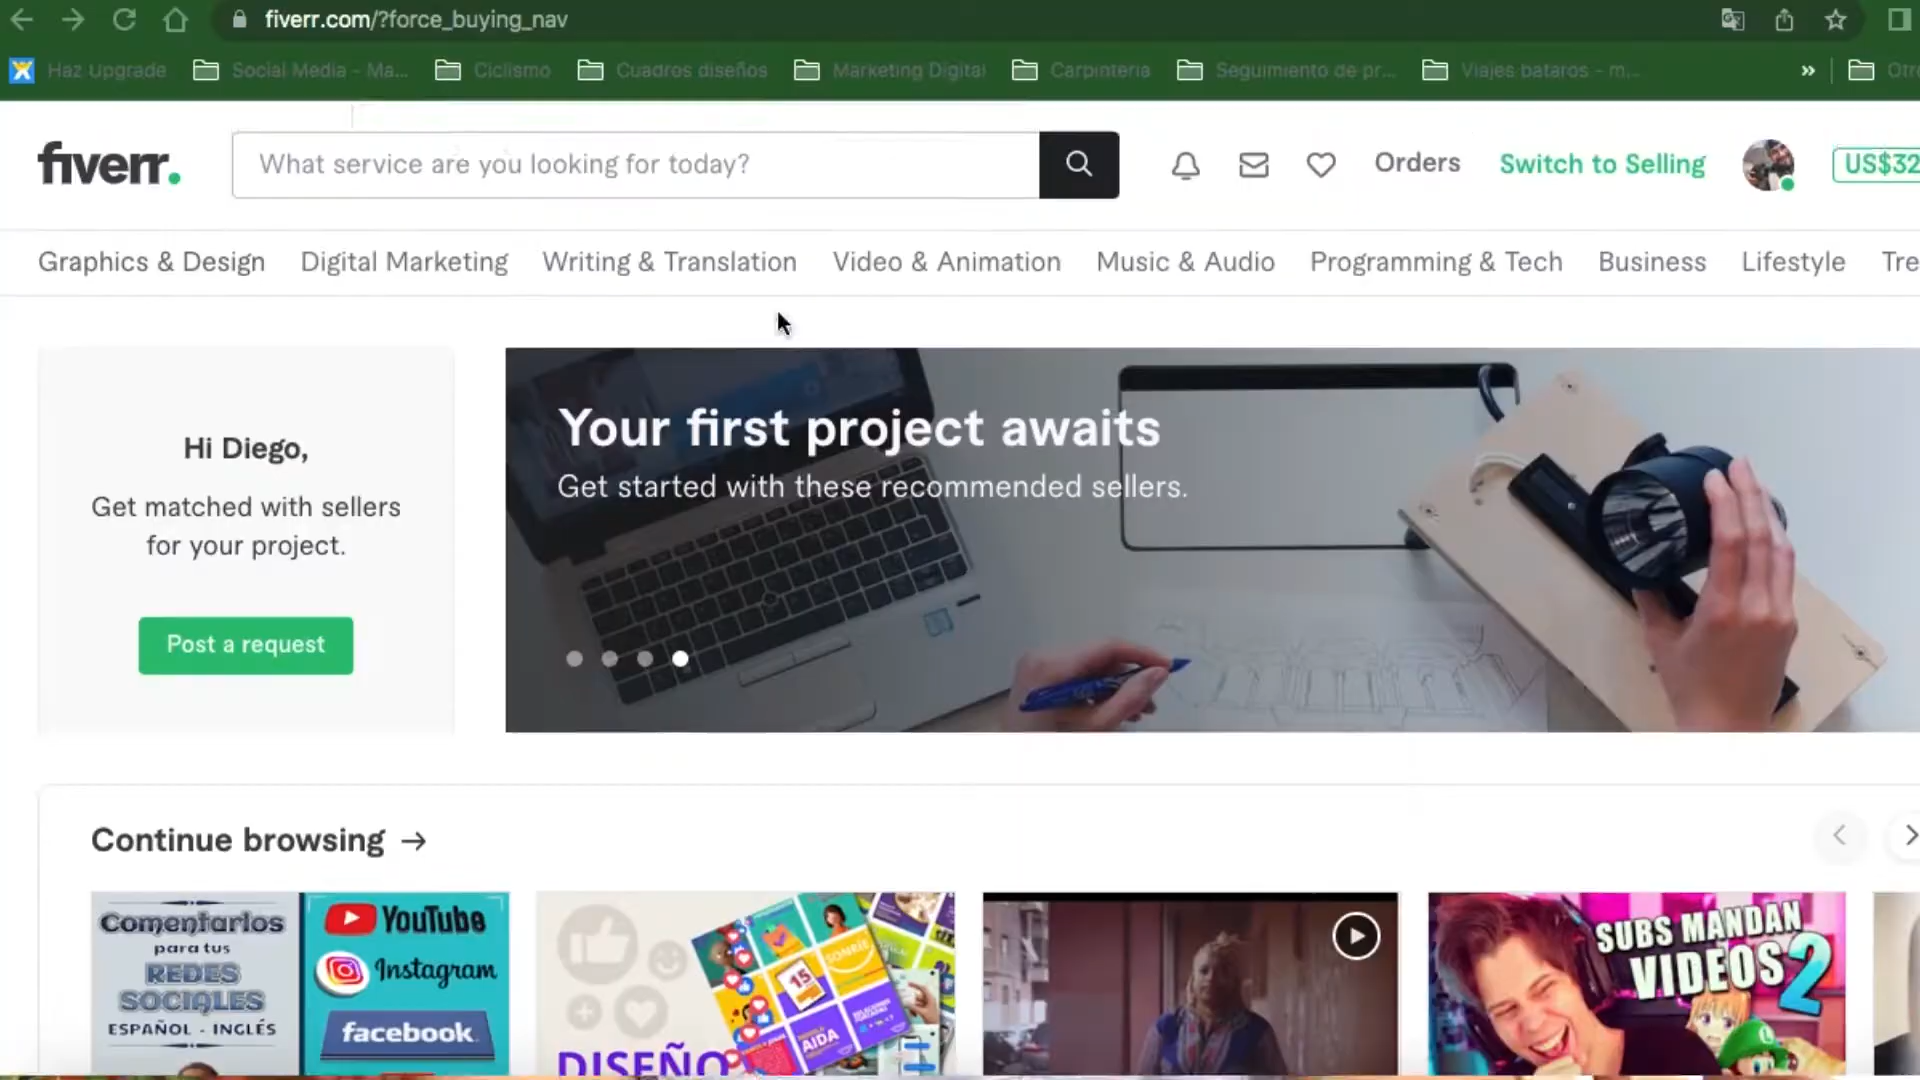 fiverr.com/?force_buying_nav
Haz Upgrade
Social Media - Ma...
Ciclismo
Cuadros diseños
Marketing Digital
Carpinteria
Seguimiento de pr...
Viajes bataros - m...
»
Otro
fiverr.
What service are you looking for today?
Orders
Switch to Selling
US$32
Graphics & Design
Digital Marketing
Writing & Translation
Video & Animation
Music & Audio
Programming & Tech
Business
Lifestyle
Tre
Hi Diego,
Get matched with sellers
for your project.
Post a request
Your first project awaits
Get started with these recommended sellers.
Continue browsing →
Comentarios
para tus
REDES
SOCIALES
ESPAÑOL - INGLÉS
YouTube
Instagram
facebook
DISEÑO
15
SONRIE
AIDA
SUBS MANDAN
VIDEOS 2